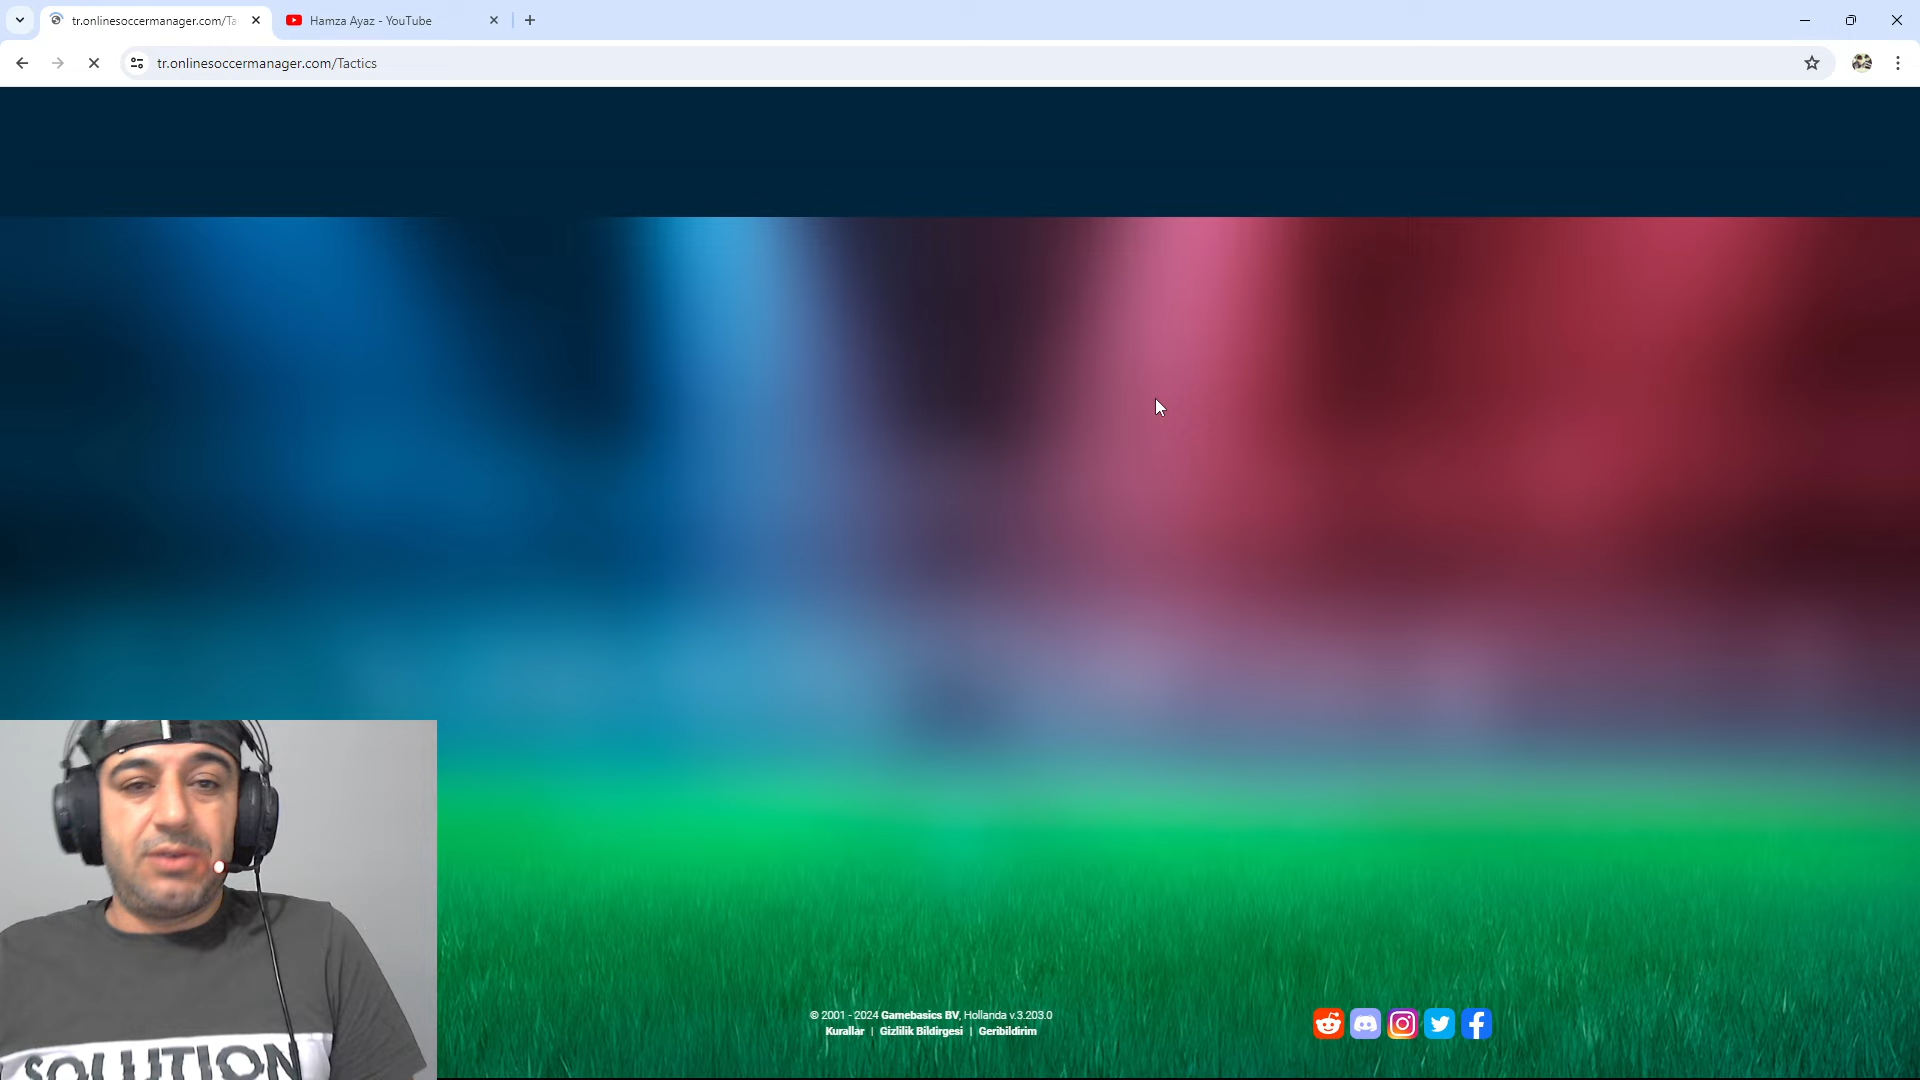 tr.onlinesoccermanager.com/Ta
Hamza Ayaz - YouTube
tr.onlinesoccermanager.com/Tactics
© 2001 - 2024 Gamebasics BV, Hollanda v.3.203.0
Kurallar | Gizlilik Bildirgesi | Geribildirim
SOLUTION